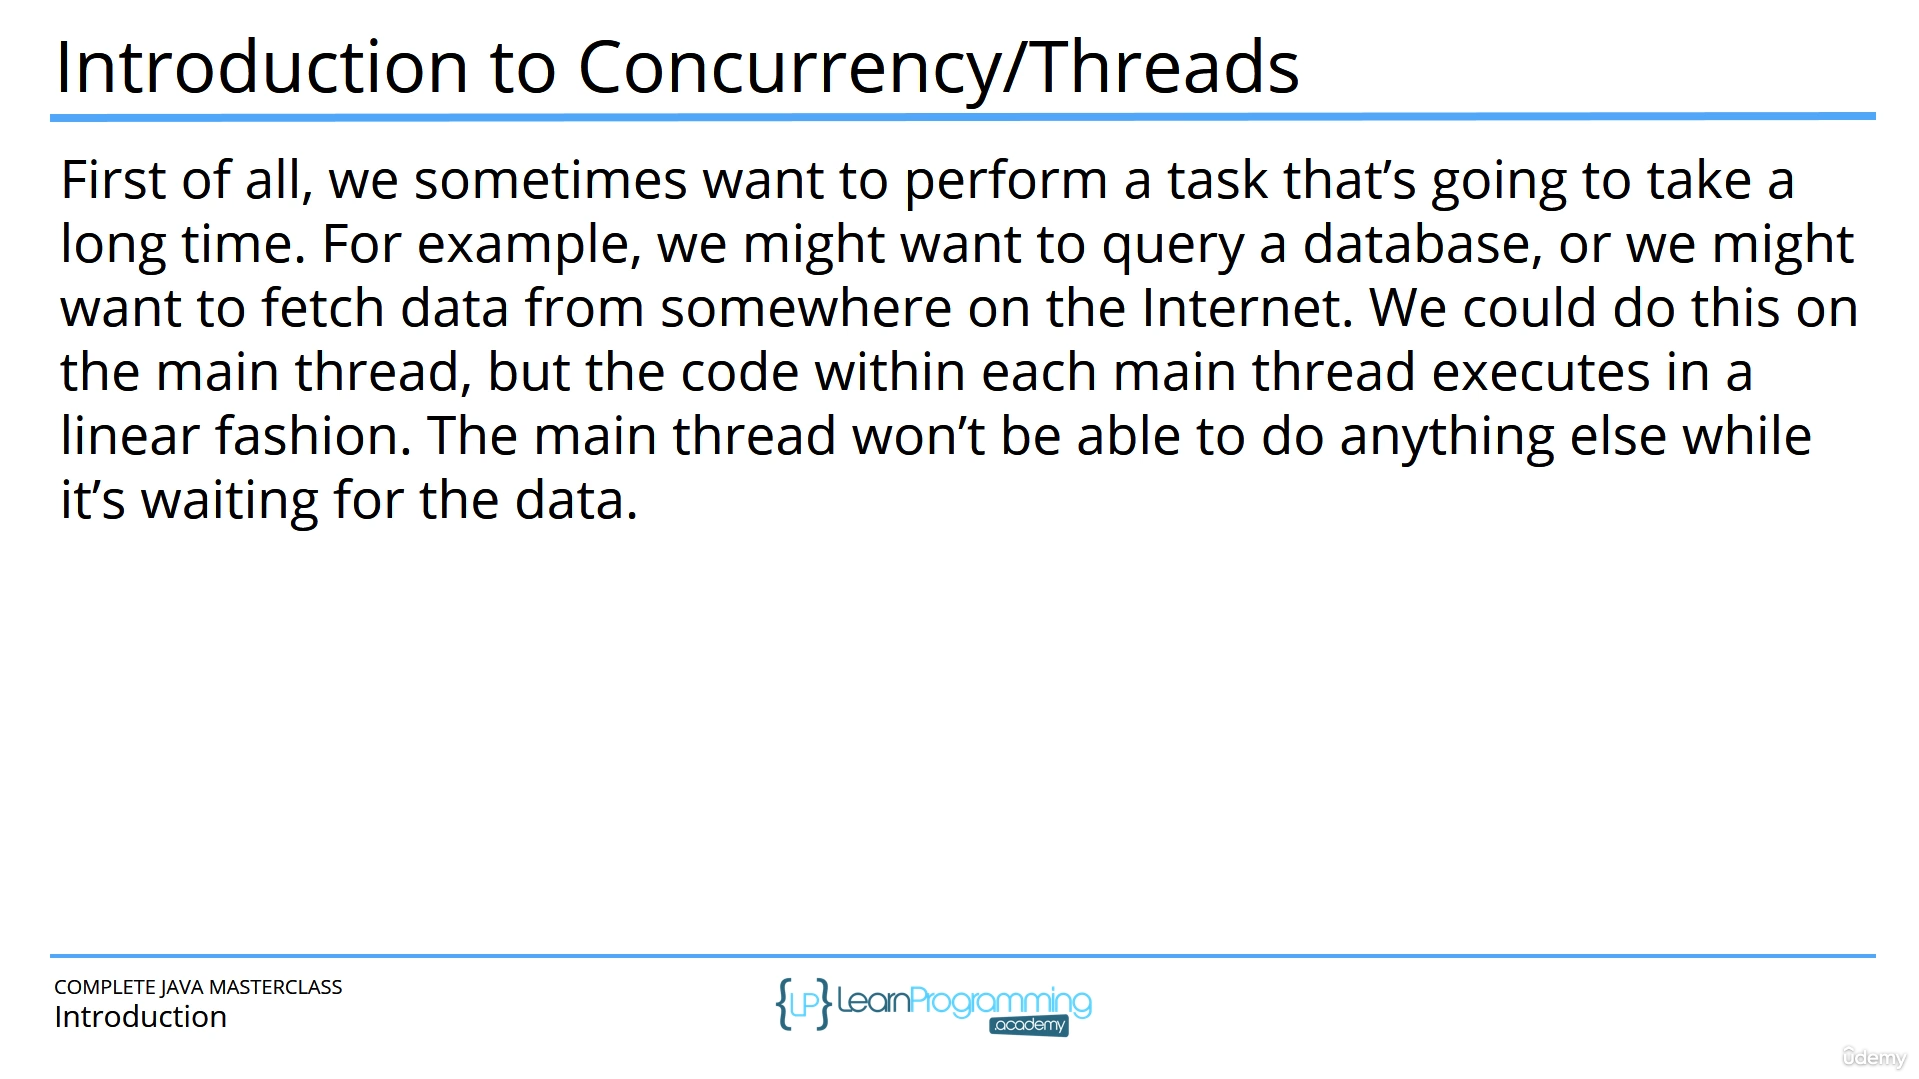 Introduction to Concurrency/Threads
First of all, we sometimes want to perform a task that’s going to take a
long time. For example, we might want to query a database, or we might
want to fetch data from somewhere on the Internet. We could do this on
the main thread, but the code within each main thread executes in a
linear fashion. The main thread won’t be able to do anything else while
it’s waiting for the data.
COMPLETE JAVA MASTERCLASS
Introduction
{LP} LearnProgramming
.academy
ûdemy